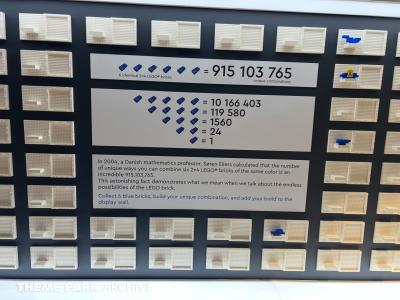 = 915 103 765
6 identical 2x4 LEGO® bricks
unique combinations
= 10 166 403
= 119 580
= 1560
= 24
= 1
In 2004, a Danish mathematics professor, Søren Eilers calculated that the number
of unique ways you can combine six 2x4 LEGO® bricks of the same color is an
incredible 915,103,765.
This astonishing fact demonstrates what we mean when we talk about the endless
possibilities of the LEGO brick.
Collect 5 blue bricks, build your unique combination, and add your build to the
display wall.
THEME PARK ARCHIVE